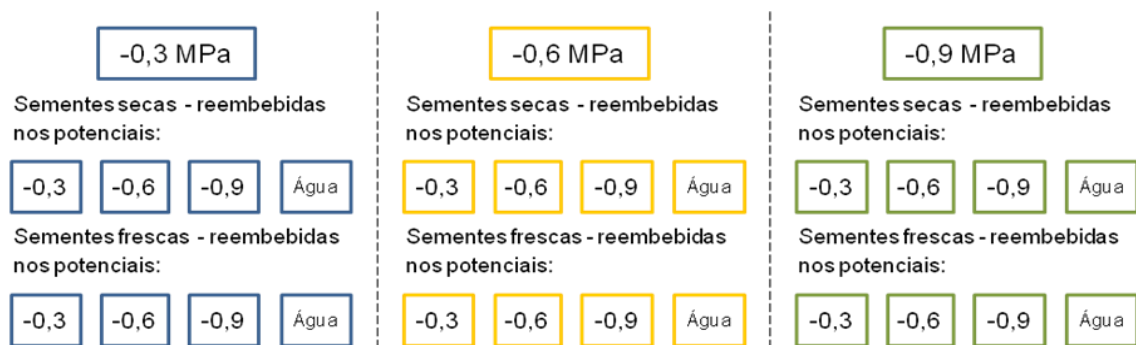 -0,3 MPa
Sementes secas - reembebidas
nos potenciais:
-0,3 -0,6 -0,9 Água
Sementes frescas - reembebidas
nos potenciais:
-0,3 -0,6 -0,9 Água
-0,6 MPa
Sementes secas - reembebidas
nos potenciais:
-0,3 -0,6 -0,9 Água
Sementes frescas - reembebidas
nos potenciais:
-0,3 -0,6 -0,9 Água
-0,9 MPa
Sementes secas - reembebidas
nos potenciais:
-0,3 -0,6 -0,9 Água
Sementes frescas - reembebidas
nos potenciais:
-0,3 -0,6 -0,9 Água